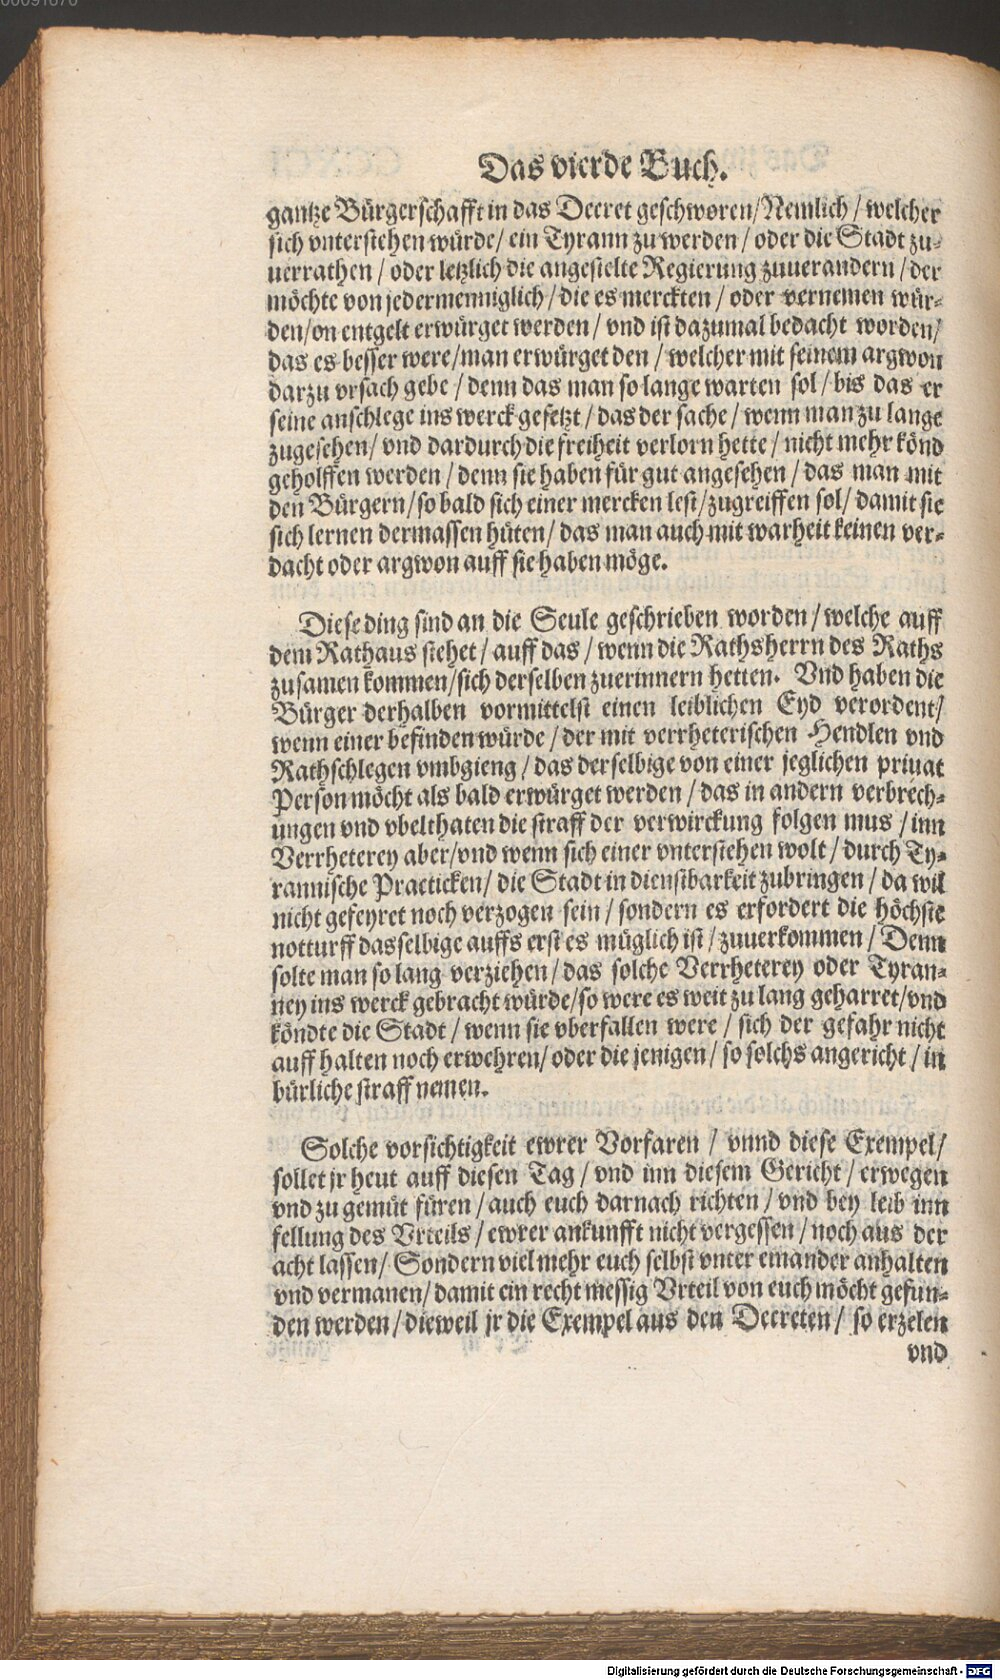 Das vierde Buch.
gantze Bürgerschafft in das Decret geschworen/Nemlich/welcher
sich vnterstehen würde/ein Tyrann zu werden/oder die Stadt zu-
uerrathen/oder letzlich die angestelte Regierung zuuerandern/der
möchte von jedermenniglich/die es merckten/oder vernemen wür-
den/on entgelt erwürget werden/vnd ist dazumal bedacht worden/
das es besser were/man erwürget den/welcher mit seinem argwon
darzu vrsach gebe/denn das man so lange warten sol/bis das er
seine anschlege ins werck gesetzt/das der sache/wenn man zu lange
zugesehen/vnd dardurch die freiheit verlorn hette/nicht mehr könd
geholffen werden/denn sie haben für gut angesehen/das man mit
den Bürgern/so bald sich einer mercken lest/zugreiffen sol/damit sie
sich lernen dermassen hüten/das man auch mit warheit keinen ver-
dacht oder argwon auff sie haben möge.
Diese ding sind an die Seule geschrieben worden/welche auff
dem Rathaus stehet/auff das/wenn die Rathsherrn des Raths
zusamen kommen/sich derselben zuerinnern hetten. Vnd haben die
Bürger derhalben vormittelst einen leiblichen Eyd verordent/
wenn einer befinden würde/der mit verrheterischen Hendlen vnd
Rathschlegen vmbgieng/das derselbige von einer jeglichen priuat
Person möcht als bald erwürget werden/das in andern verbrech-
ungen vnd vbelthaten die straff der verwirckung folgen mus/inn
Verrheterey aber/vnd wenn sich einer vnterstehen wolt/durch Ty-
rannische Practicken/die Stadt in dienstbarkeit zubringen/da wil
nicht gefeyret noch verzogen sein/sondern es erfordert die höchste
notturff dasselbige auffs erst es müglich ist/zuuerkommen/Denn
solte man so lang verziehen/das solche Verrheterey oder Tyran-
ney ins werck gebracht würde/so were es weit zu lang geharret/vnd
köndte die Stadt/wenn sie vberfallen were/sich der gefahr nicht
auffhalten noch erwehren/oder die jenigen/so solchs angericht/in
bürliche straff nemen.
Solche vorsichtigkeit ewrer Vorfaren/vnnd diese Exempel/
sollet jr heut auff diesen Tag/vnd inn diesem Gericht/erwegen
vnd zu gemüt füren/auch euch darnach richten/vnd bey leib inn
fellung des Vrteils/ewrer ankunfft nicht vergessen/noch aus der
acht lassen/Sondern viel mehr euch selbst vnter einander anhalten
vnd vermanen/damit ein recht messig Vrteil von euch möcht gefun-
den werden/dieweil jr die Exempel aus den Decreten/so erzelen
vnd
Digitalisierung gefördert durch die Deutsche Forschungsgemeinschaft - DFG